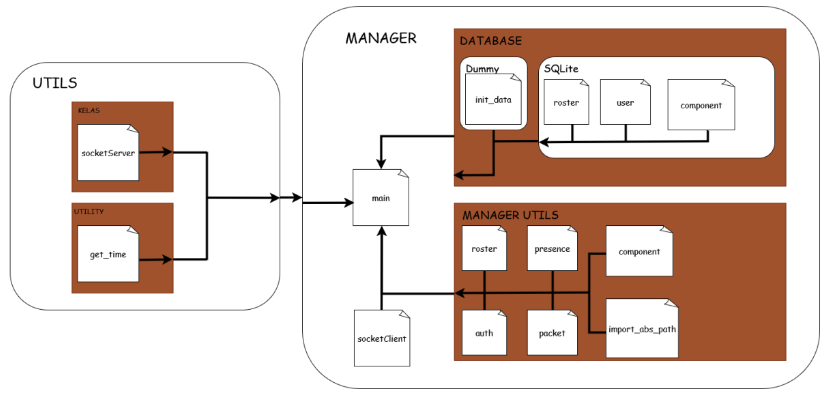 UTILS
KELAS
socketServer
UTILITY
get_time
MANAGER
main
socketClient
DATABASE
Dummy
init_data
SQLite
roster
user
component
MANAGER UTILS
roster
presence
component
auth
packet
import_abs_path